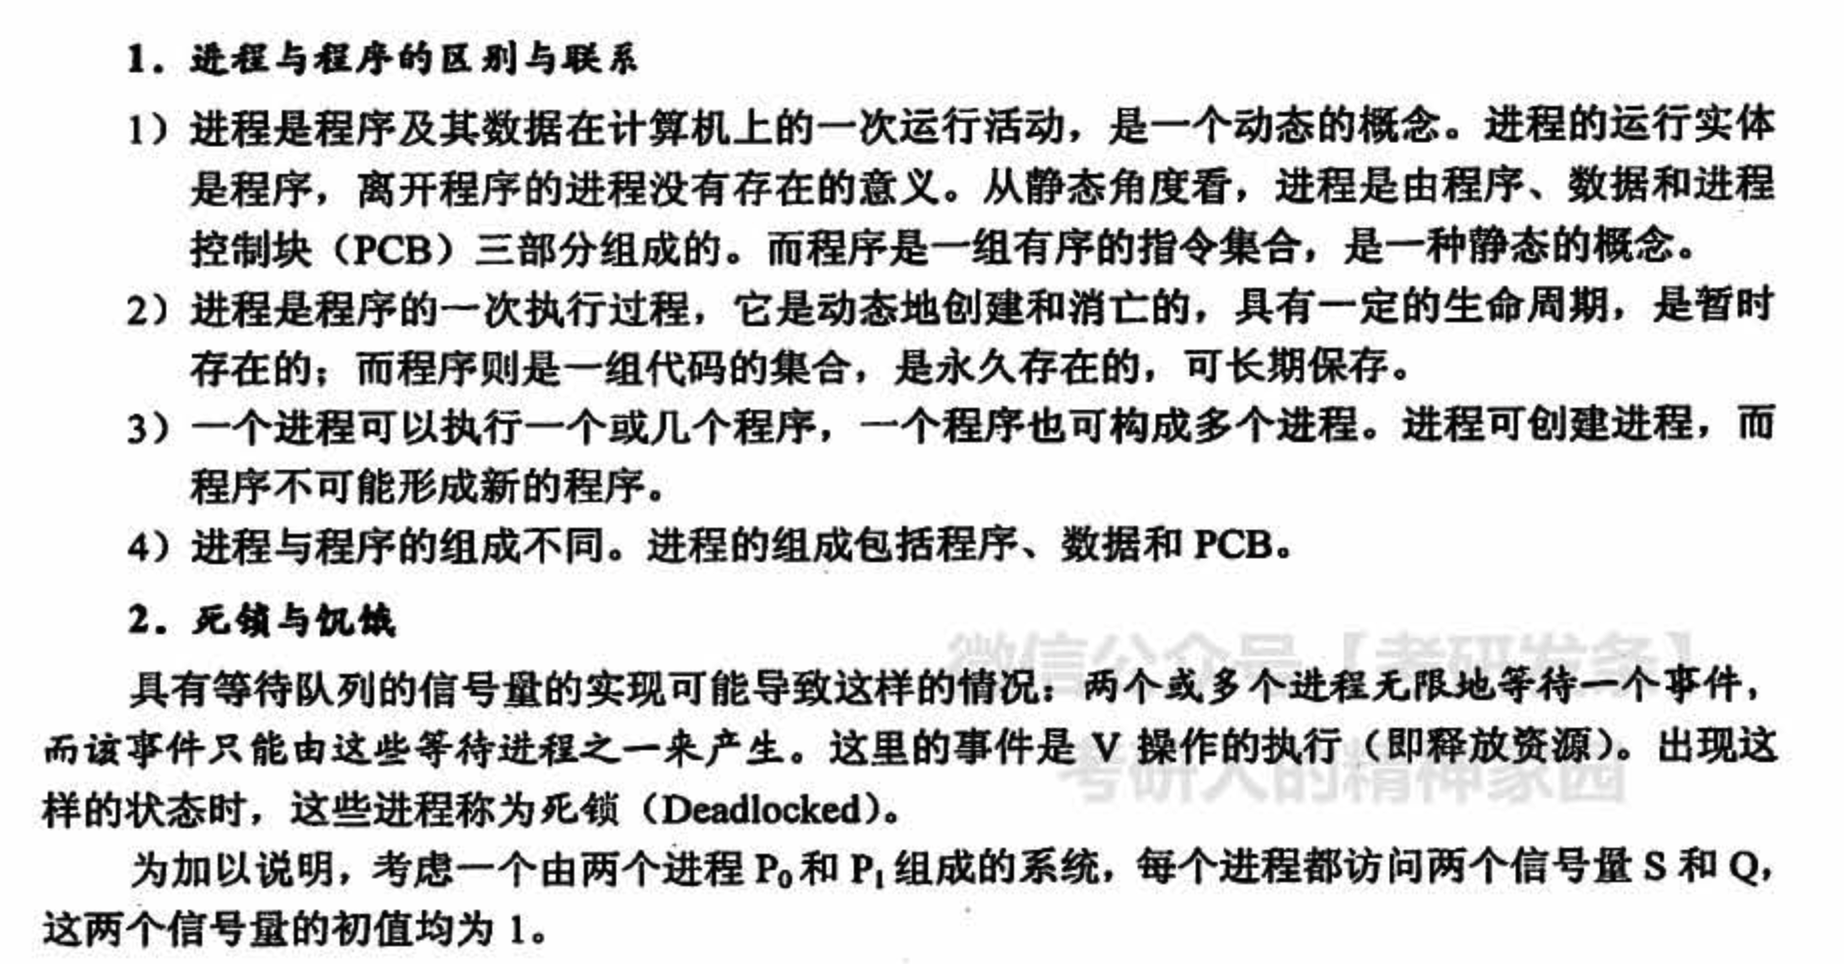 1．进程与程序的区别与联系
1）进程是程序及其数据在计算机上的一次运行活动，是一个动态的概念。进程的运行实体
是程序，离开程序的进程没有存在的意义。从静态角度看，进程是由程序、数据和进程
控制块（PCB）三部分组成的。而程序是一组有序的指令集合，是一种静态的概念。
2）进程是程序的一次执行过程，它是动态地创建和消亡的，具有一定的生命周期，是暂时
存在的；而程序则是一组代码的集合，是永久存在的，可长期保存。
3）一个进程可以执行一个或几个程序，一个程序也可构成多个进程。进程可创建进程，而
程序不可能形成新的程序。
4）进程与程序的组成不同。进程的组成包括程序、数据和 PCB。
2．死锁与饥饿
微信公众号【考研发条】
具有等待队列的信号量的实现可能导致这样的情况：两个或多个进程无限地等待一个事件，
而该事件只能由这些等待进程之一来产生。这里的事件是 V 操作的执行（即释放资源）。出现这
考研人的精神家园
样的状态时，这些进程称为死锁（Deadlocked）。
为加以说明，考虑一个由两个进程 P₀和 P₁组成的系统，每个进程都访问两个信号量 S 和 Q，
这两个信号量的初值均为 1。